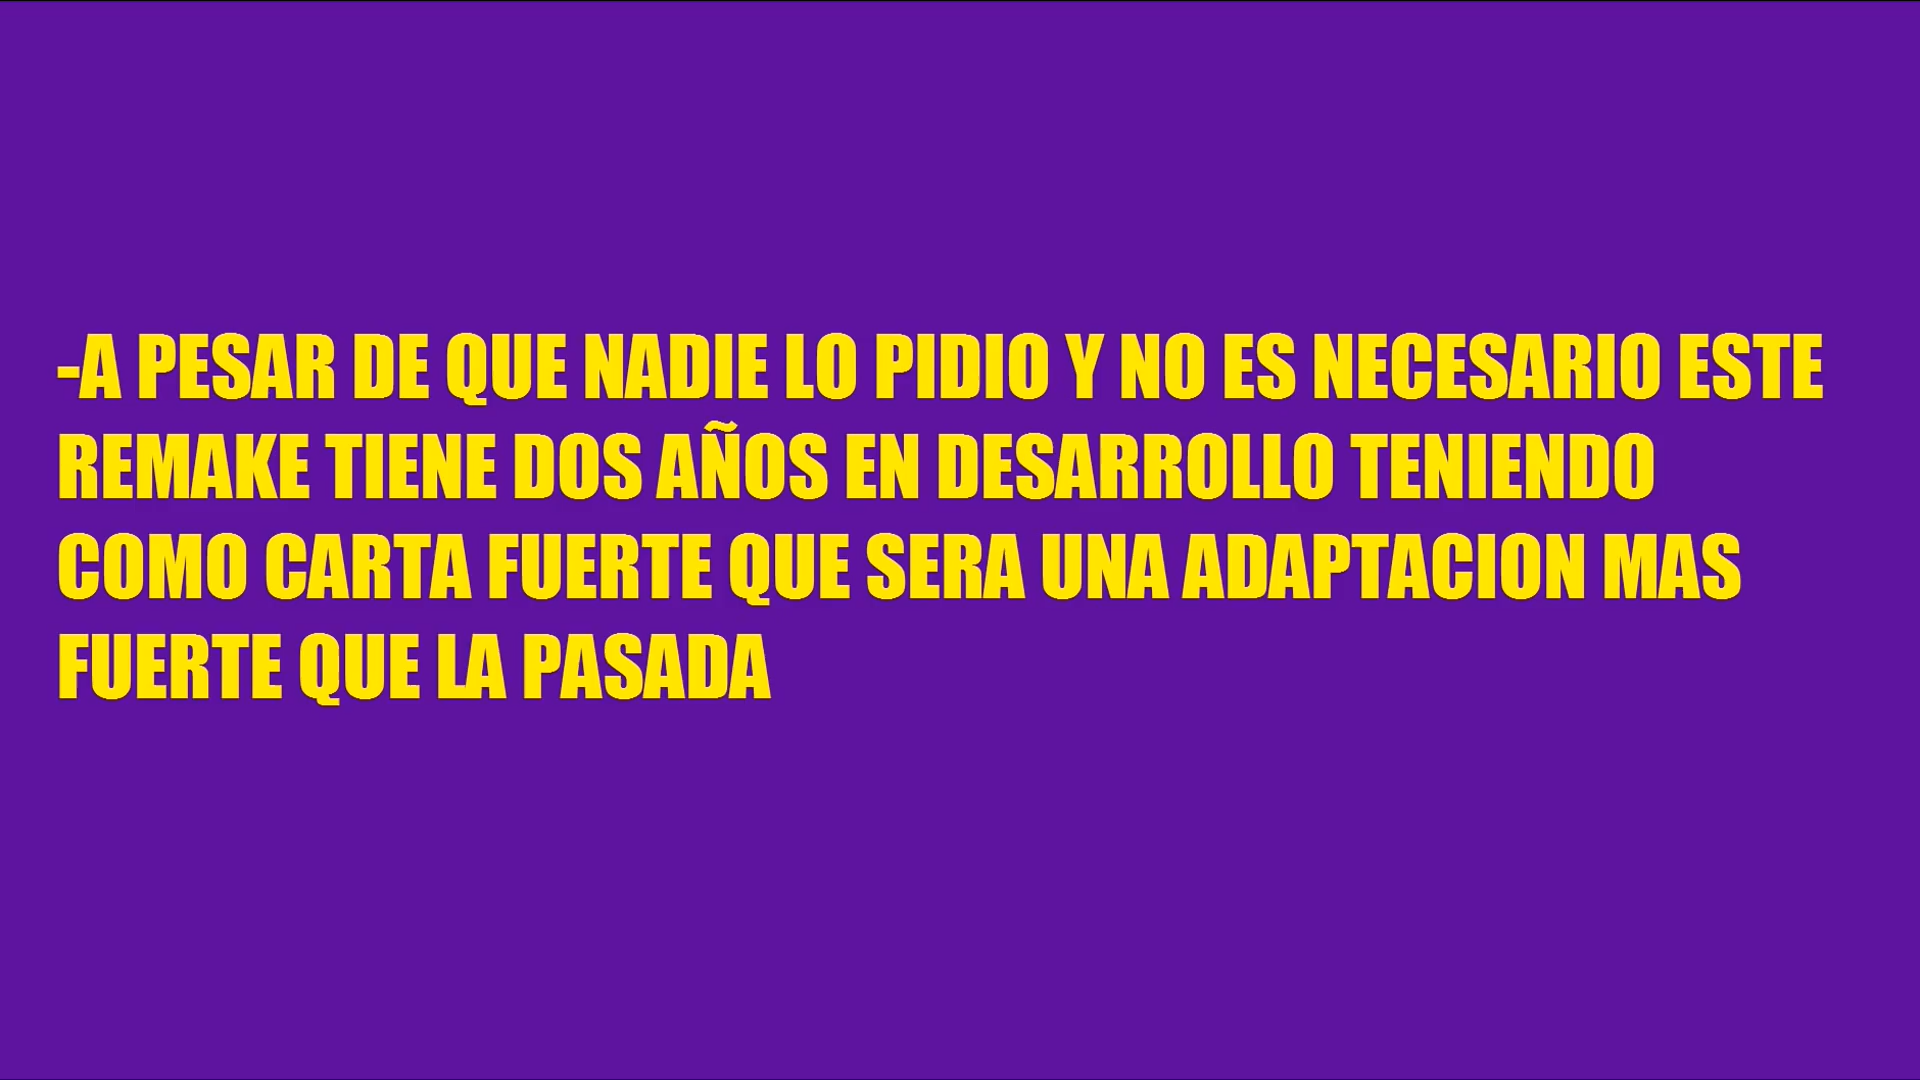 -A PESAR DE QUE NADIE LO PIDIO Y NO ES NECESARIO ESTE
REMAKE TIENE DOS AÑOS EN DESARROLLO TENIENDO
COMO CARTA FUERTE QUE SERA UNA ADAPTACION MAS
FUERTE QUE LA PASADA